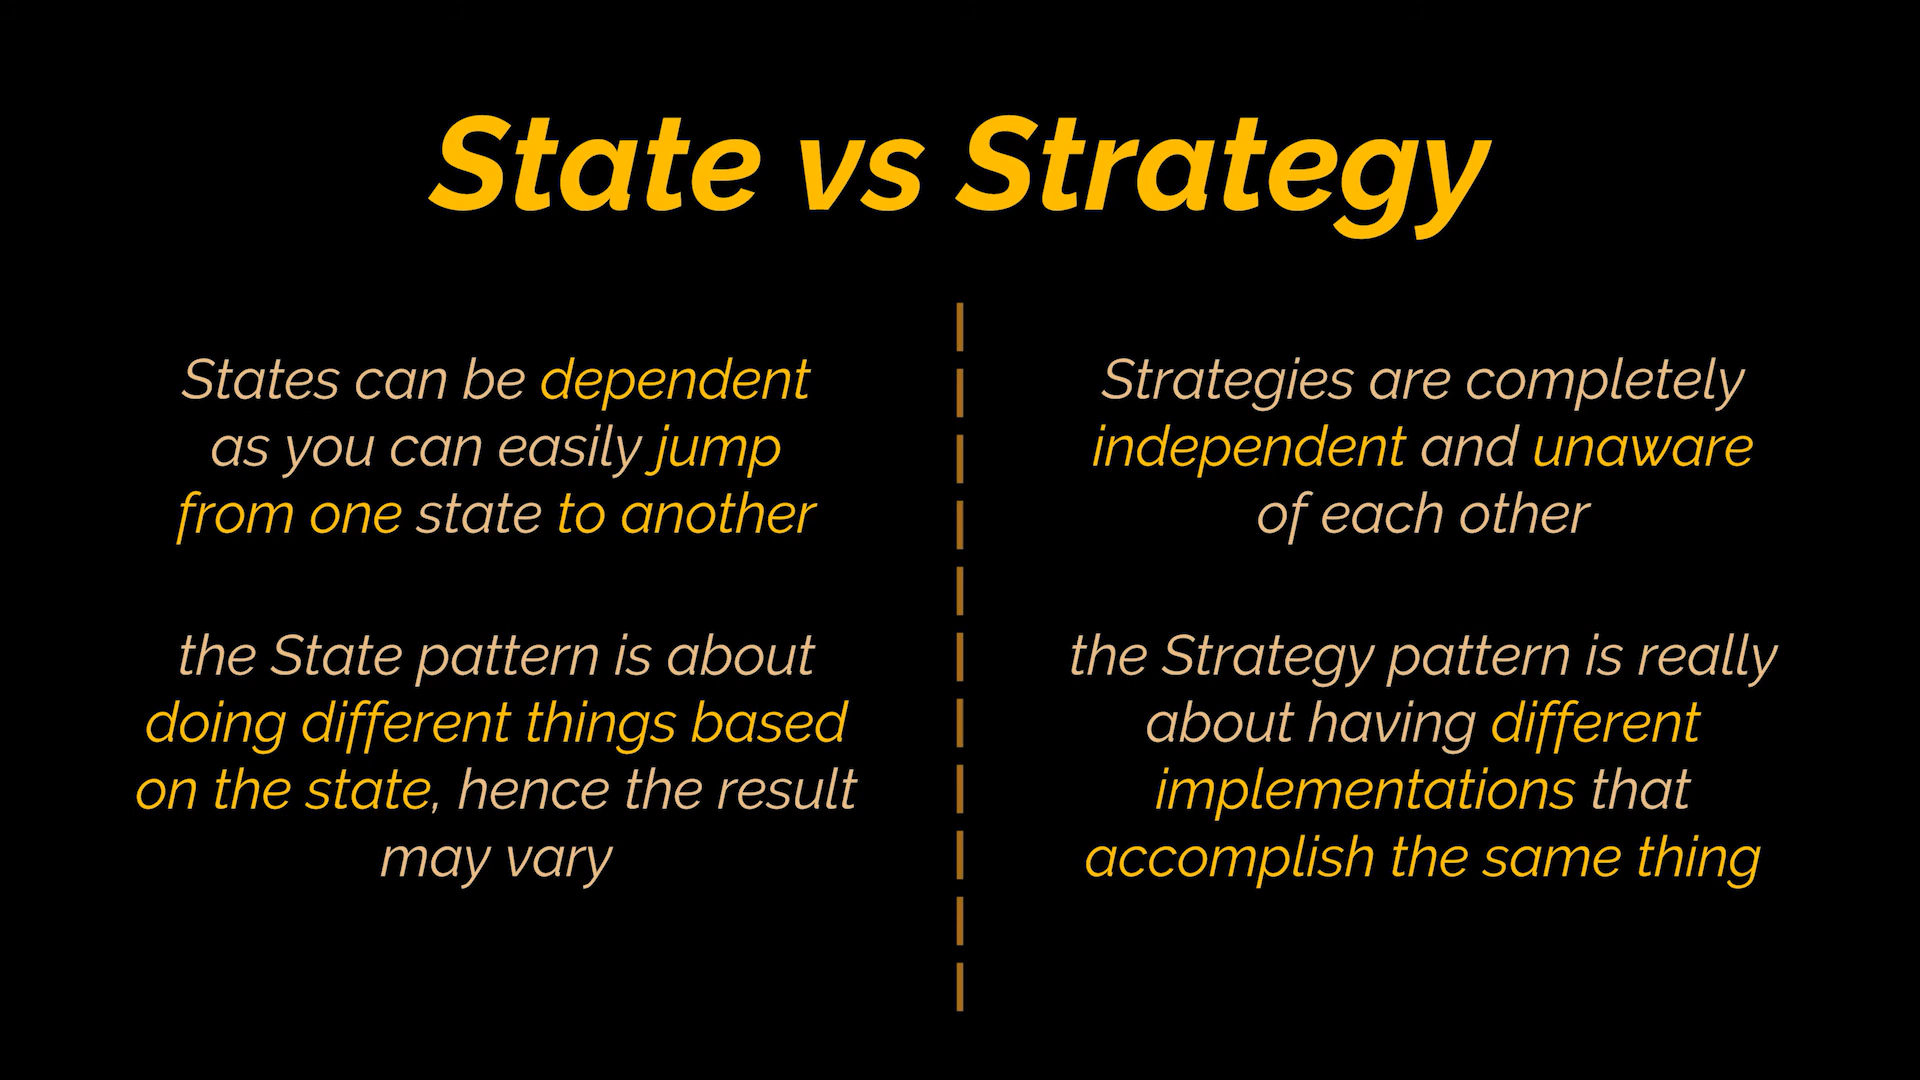 State vs Strategy
States can be dependent
as you can easily jump
from one state to another
the State pattern is about
doing different things based
on the state, hence the result
may vary
Strategies are completely
independent and unaware
of each other
the Strategy pattern is really
about having different
implementations that
accomplish the same thing